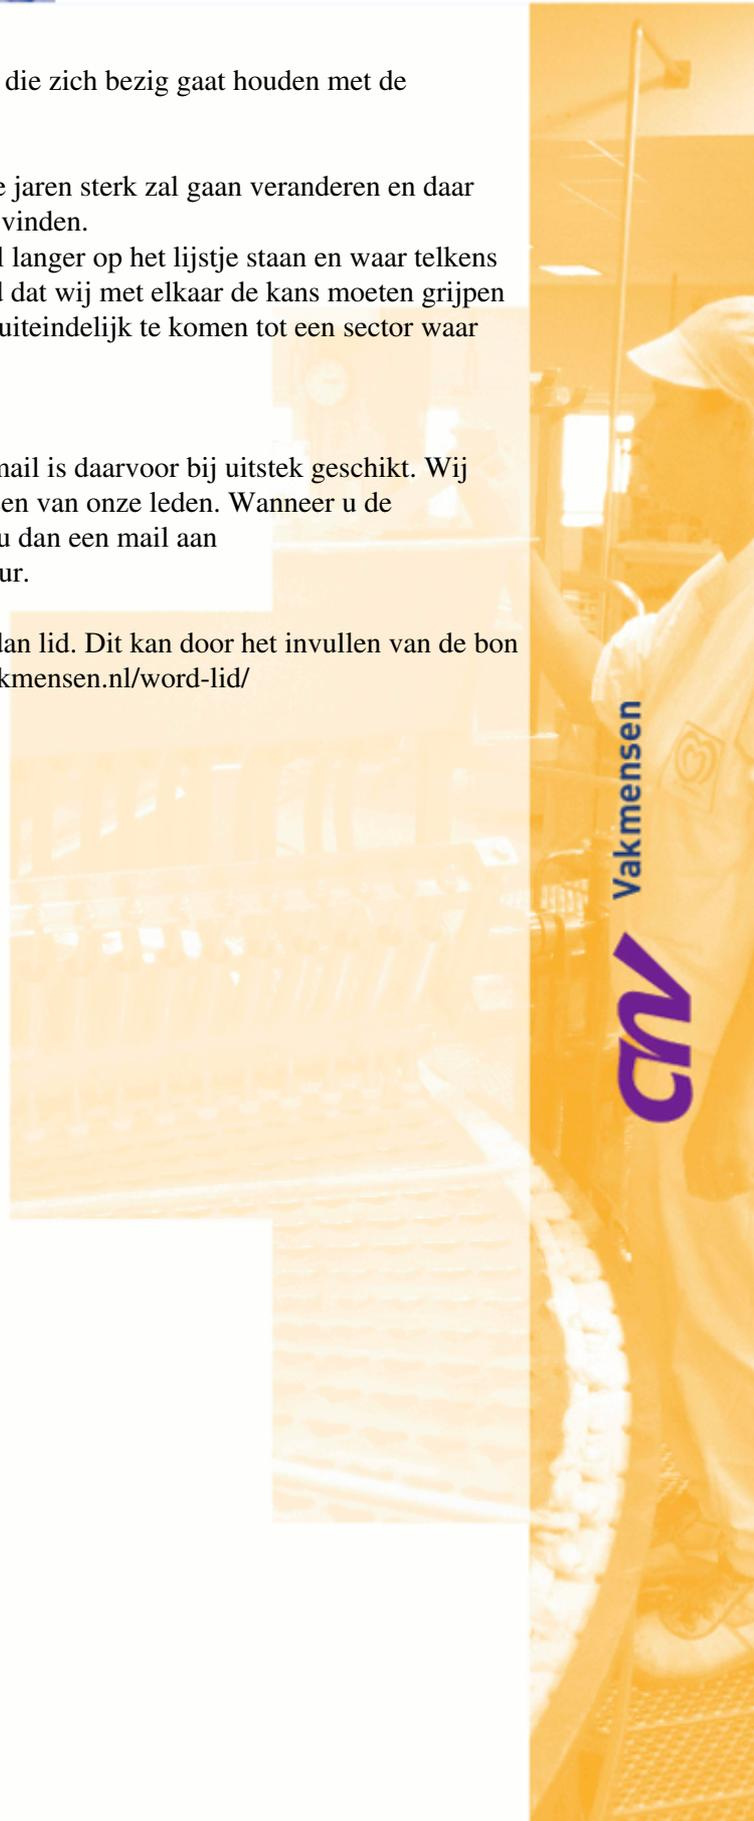 die zich bezig gaat houden met de
jaren sterk zal gaan veranderen en daar
vinden.
langer op het lijstje staan en waar telkens
dat wij met elkaar de kans moeten grijpen
uiteindelijk te komen tot een sector waar
mail is daarvoor bij uitstek geschikt. Wij
en van onze leden. Wanneer u de
u dan een mail aan
ur.
dan lid. Dit kan door het invullen van de bon
kmensen.nl/word-lid/
cnv Vakmensen